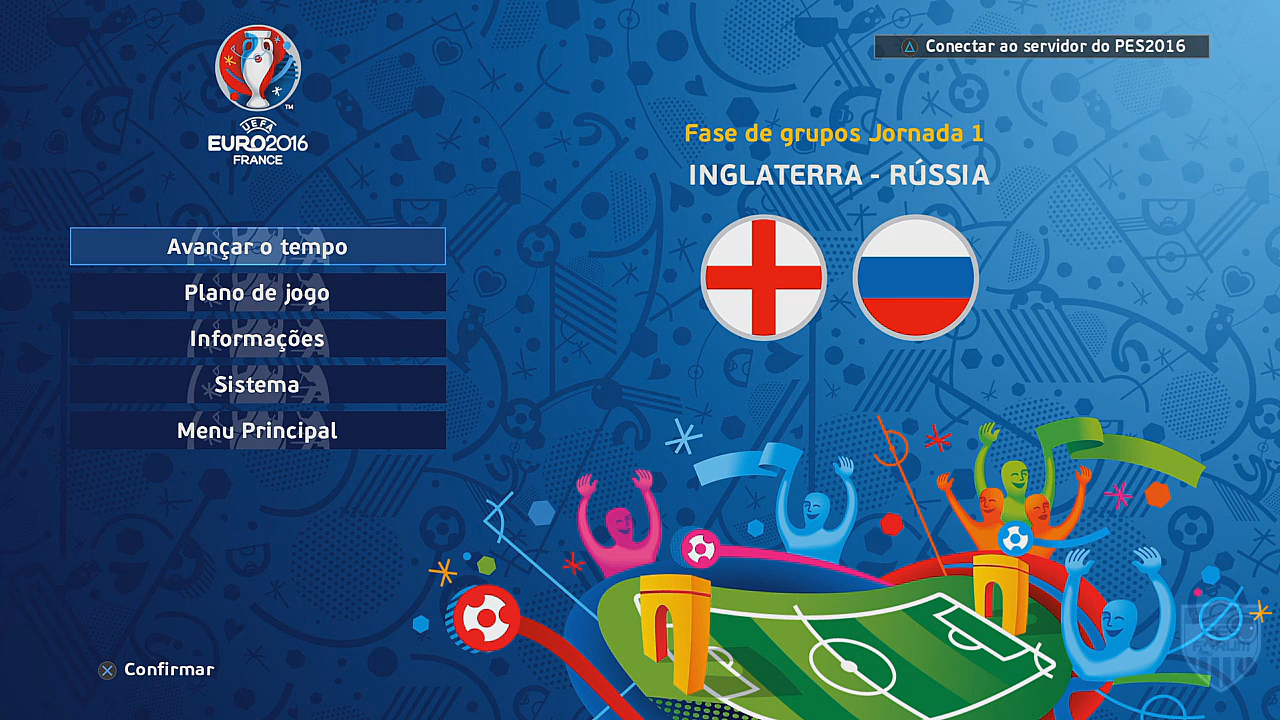 Conectar ao servidor do PES2016
UEFA
EURO2016
FRANCE
TM
Fase de grupos Jornada 1
INGLATERRA - RÚSSIA
Avançar o tempo
Plano de jogo
Informações
Sistema
Menu Principal
Confirmar